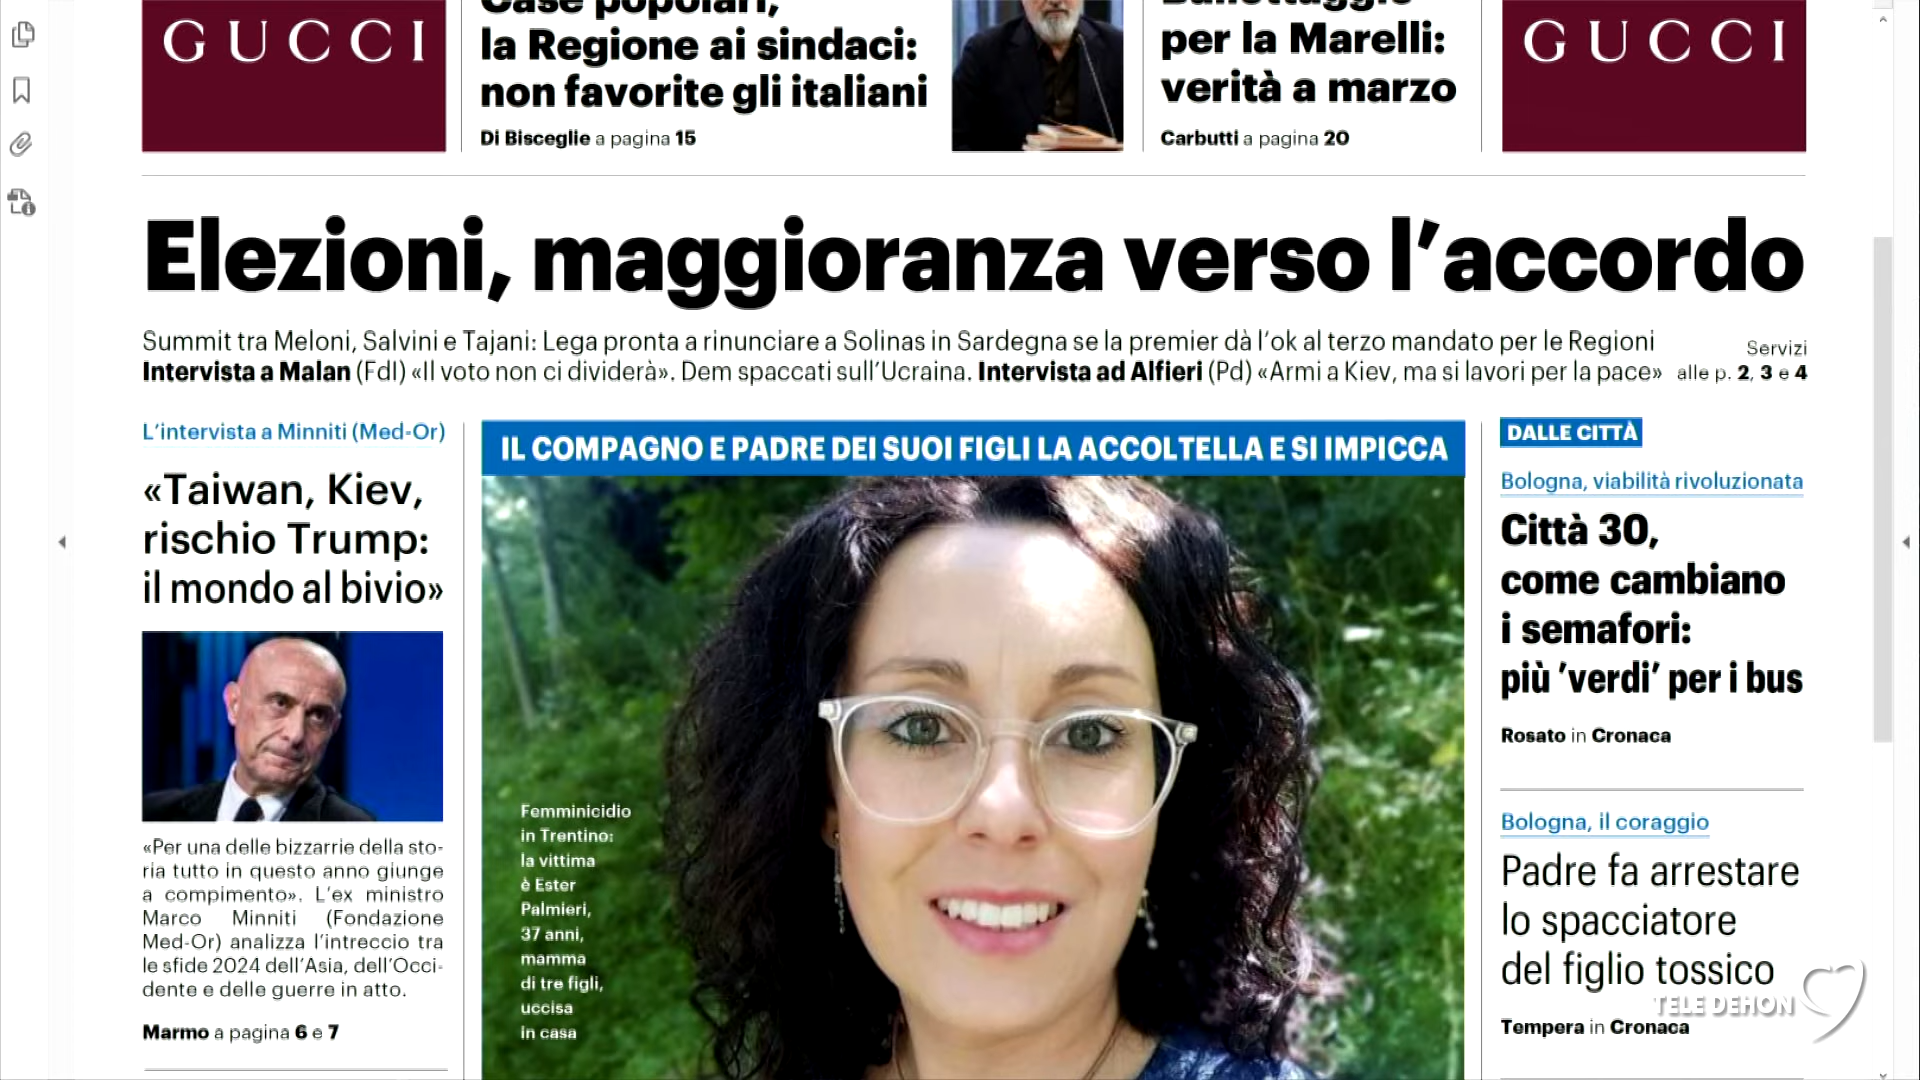 GUCCI
Case popolari,
la Regione ai sindaci:
non favorite gli italiani
Di Bisceglie a pagina 15
Ballottaggio
per la Marelli:
verità a marzo
Carbutti a pagina 20
GUCCI
Elezioni, maggioranza verso l’accordo
Summit tra Meloni, Salvini e Tajani: Lega pronta a rinunciare a Solinas in Sardegna se la premier dà l’ok al terzo mandato per le Regioni
Intervista a Malan (FdI) «Il voto non ci dividerà». Dem spaccati sull’Ucraina. Intervista ad Alfieri (Pd) «Armi a Kiev, ma si lavori per la pace»
Servizi
alle p. 2, 3 e 4
L’intervista a Minniti (Med-Or)
«Taiwan, Kiev,
rischio Trump:
il mondo al bivio»
«Per una delle bizzarrie della sto-
ria tutto in questo anno giunge
a compimento». L’ex ministro
Marco Minniti (Fondazione
Med-Or) analizza l’intreccio tra
le sfide 2024 dell’Asia, dell’Occi-
dente e delle guerre in atto.
Marmo a pagina 6 e 7
IL COMPAGNO E PADRE DEI SUOI FIGLI LA ACCOLTELLA E SI IMPICCA
Femminicidio
in Trentino:
la vittima
è Ester
Palmieri,
37 anni,
mamma
di tre figli,
uccisa
in casa
DALLE CITTÀ
Bologna, viabilità rivoluzionata
Città 30,
come cambiano
i semafori:
più ’verdi’ per i bus
Rosato in Cronaca
Bologna, il coraggio
Padre fa arrestare
lo spacciatore
del figlio tossico
Tempera in Cronaca
TELE DEHON